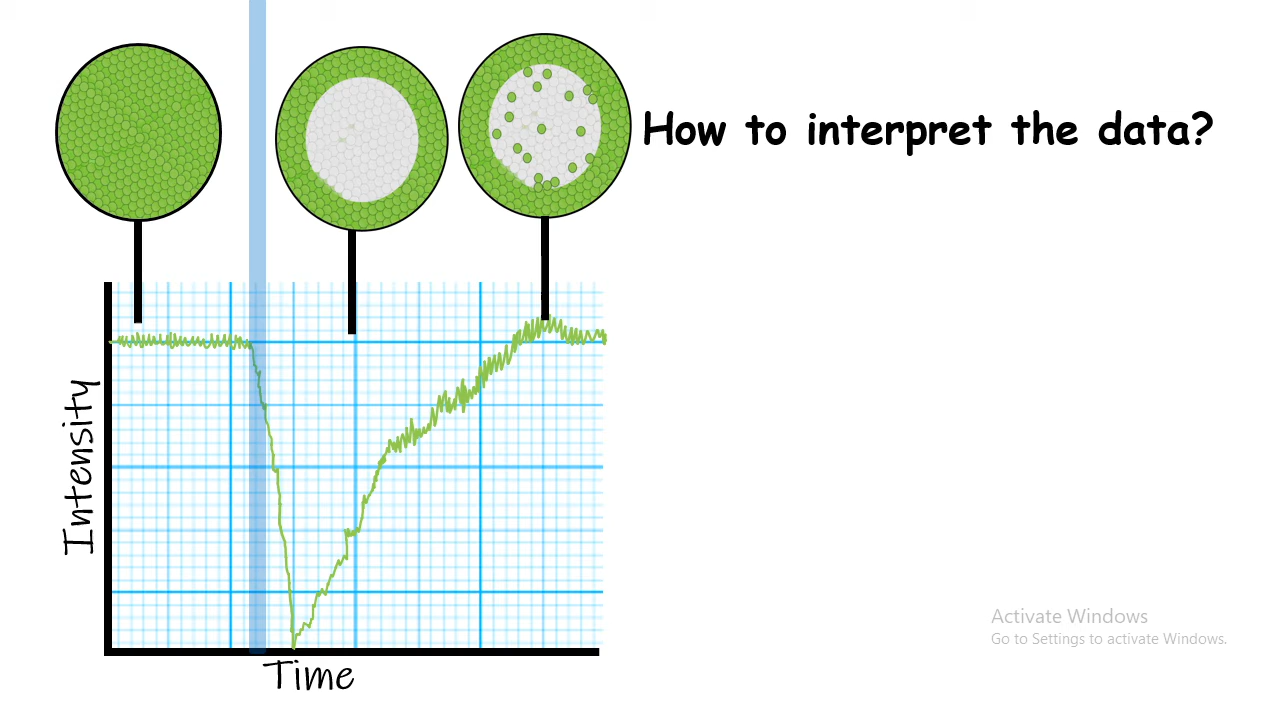 How to interpret the data?
Intensity
Time
Activate Windows
Go to Settings to activate Windows.